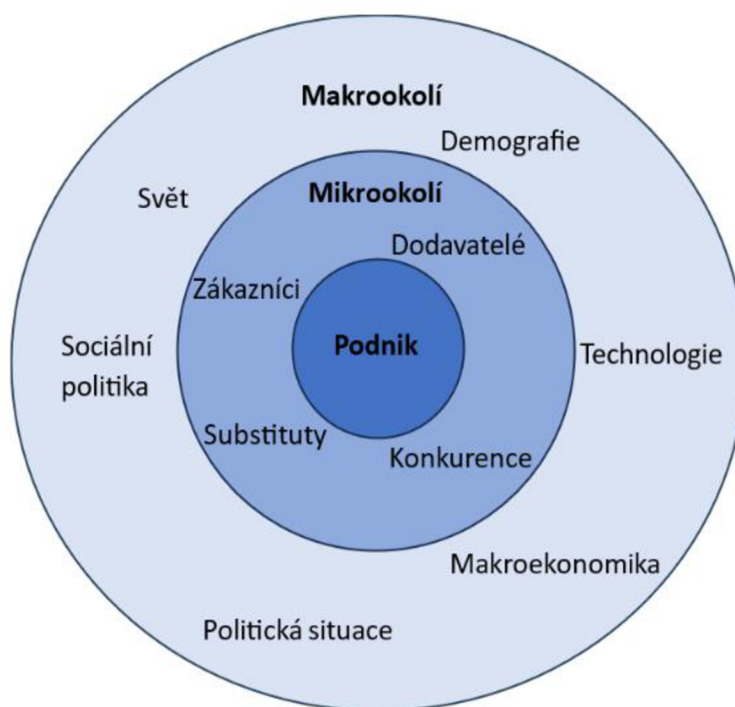 Makrookolí
Demografie
Svět
Mikrookolí
Dodavatelé
Zákazníci
Podnik
Sociální
politika
Technologie
Substituty
Konkurence
Makroekonomika
Politická situace